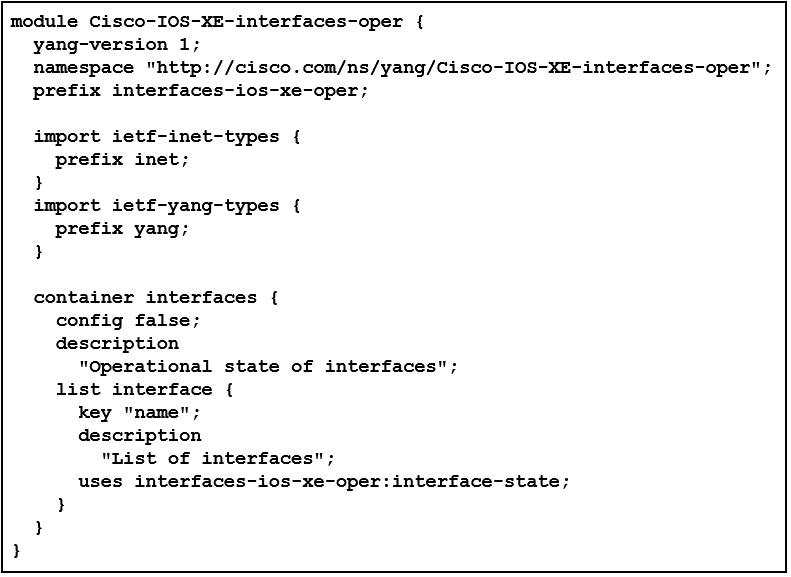 module Cisco-IOS-XE-interfaces-oper {
  yang-version 1;
  namespace "http://cisco.com/ns/yang/Cisco-IOS-XE-interfaces-oper";
  prefix interfaces-ios-xe-oper;

  import ietf-inet-types {
    prefix inet;
  }
  import ietf-yang-types {
    prefix yang;
  }

  container interfaces {
    config false;
    description
      "Operational state of interfaces";
    list interface {
      key "name";
      description
        "List of interfaces";
      uses interfaces-ios-xe-oper:interface-state;
    }
  }
}